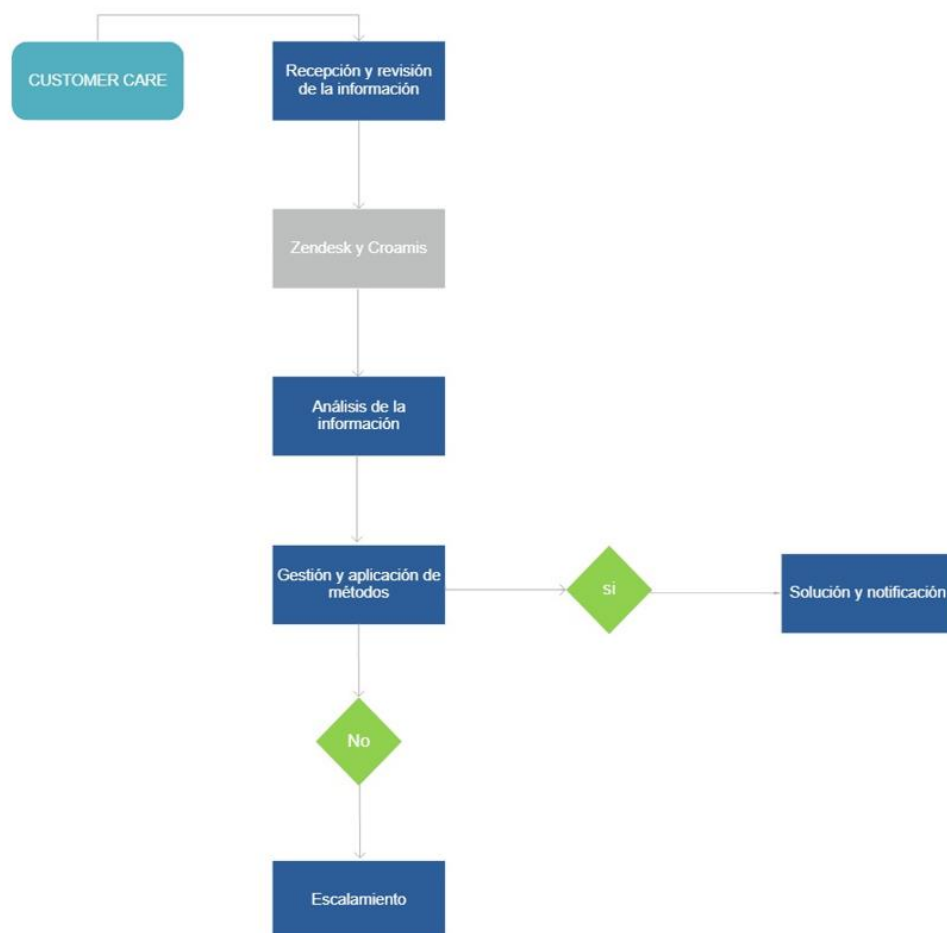 CUSTOMER CARE
Recepción y revisión
de la información
Zendesk y Croamis
Análisis de la
información
Gestión y aplicación de
métodos
si
Solución y notificación
No
Escalamiento